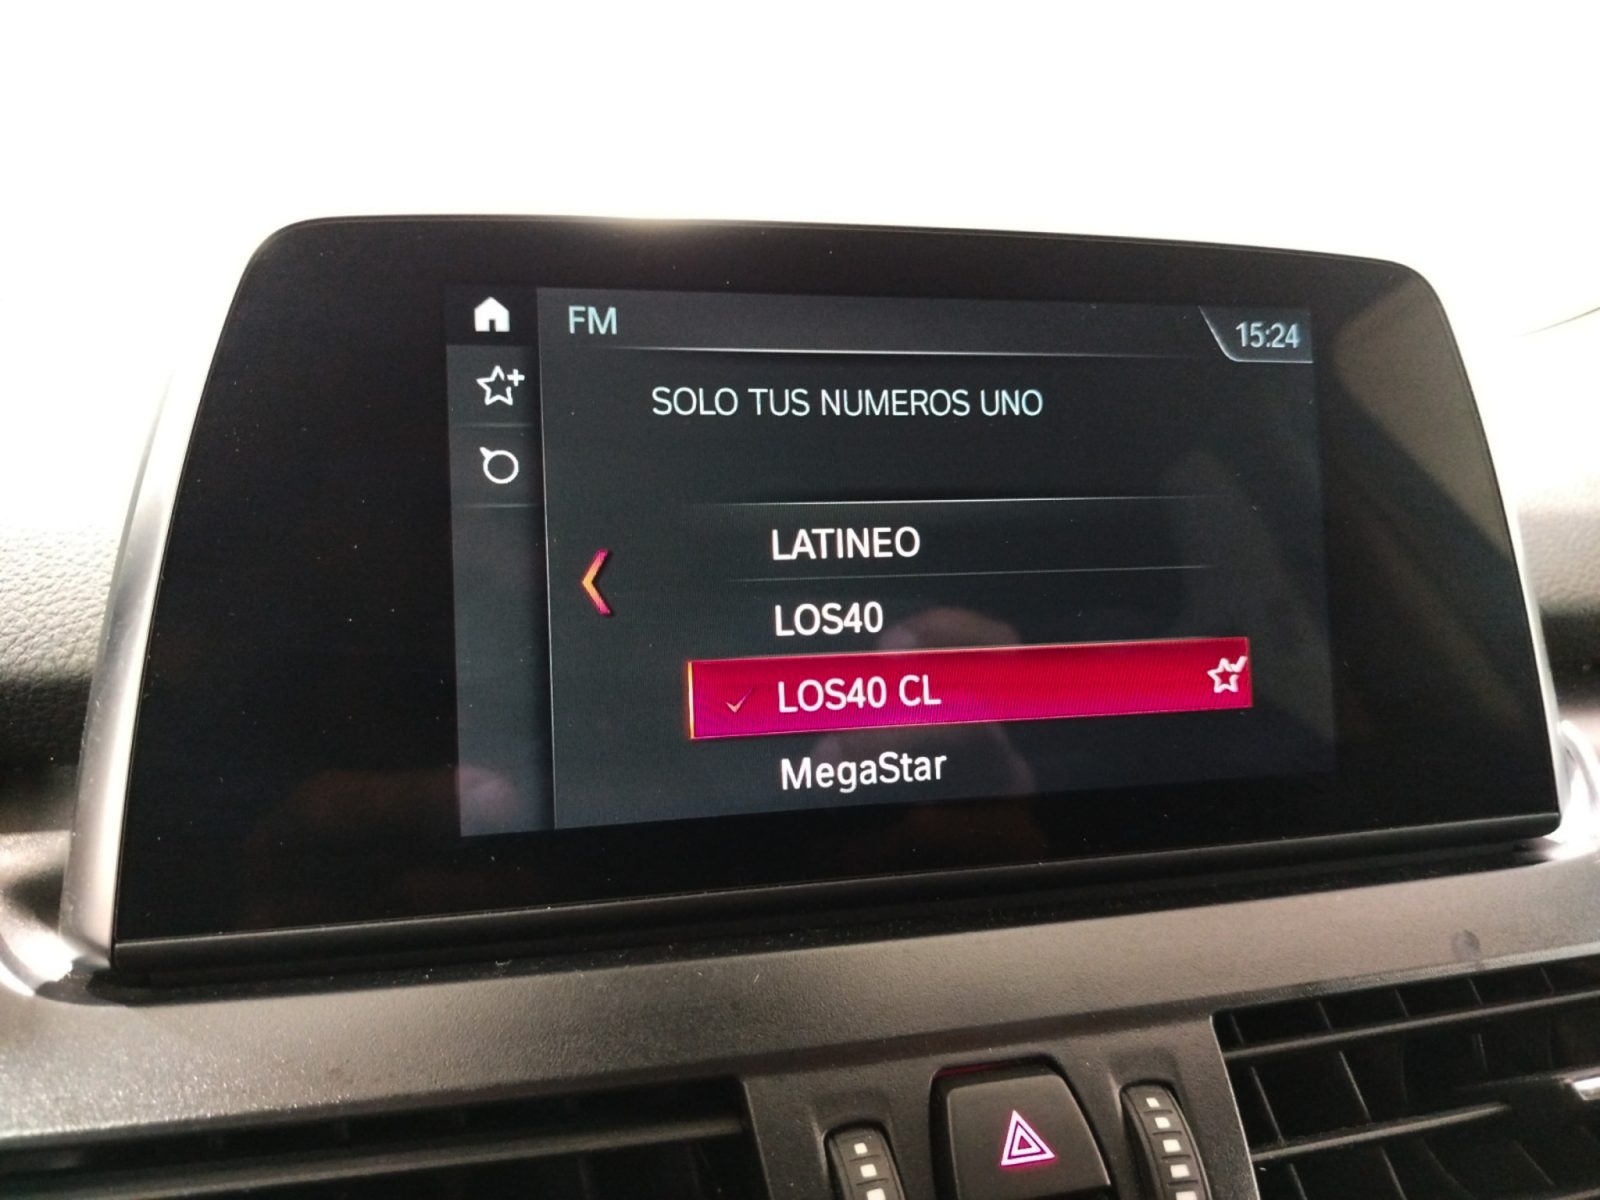 FM
15:24
SOLO TUS NUMEROS UNO
LATINEO
LOS40
LOS40 CL
MegaStar